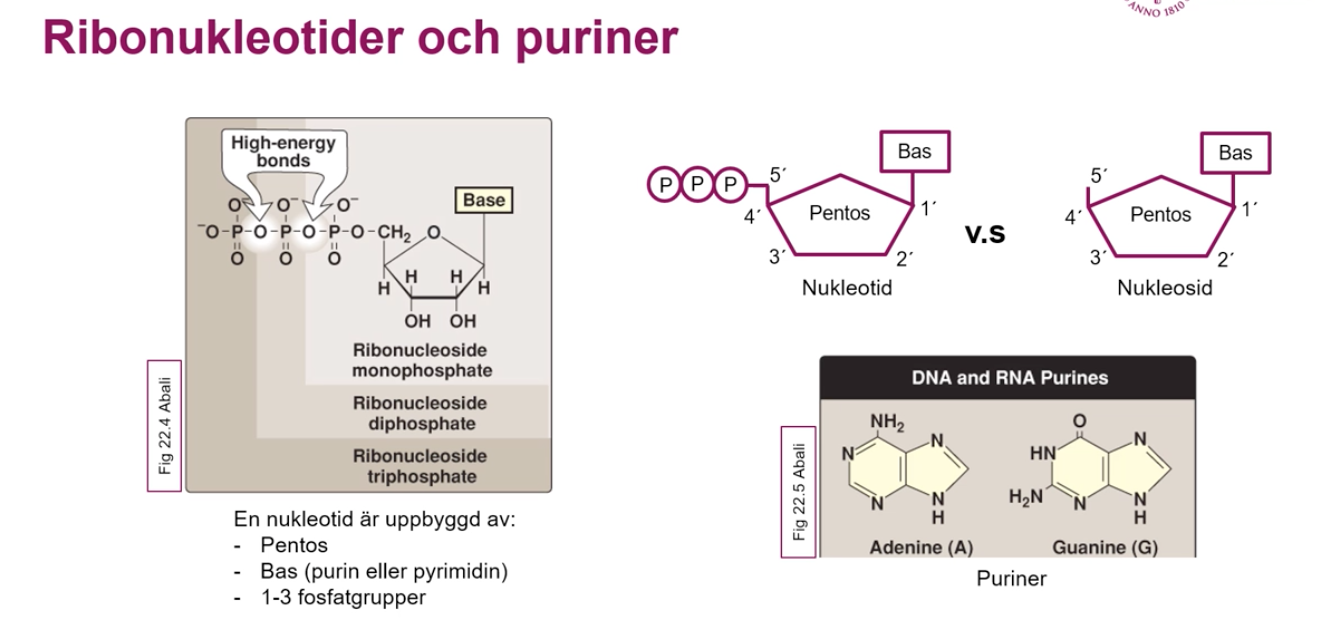 ANNO 1810
Ribonukleotider och puriner
High-energy
bonds
O⁻ O⁻ O⁻
⁻O-P-O-P-O-P-O-CH₂ O
O O O
Base
H H
H H
OH OH
Ribonucleoside
monophosphate
Ribonucleoside
diphosphate
Ribonucleoside
triphosphate
Fig 22.4 Abali
En nukleotid är uppbyggd av:
- Pentos
- Bas (purin eller pyrimidin)
- 1-3 fosfatgrupper
P P P
5´
Bas
4´
Pentos
1´
3´
2´
Nukleotid
v.s
5´
Bas
4´
Pentos
1´
3´
2´
Nukleosid
DNA and RNA Purines
NH₂
N
N
N
N
H
Adenine (A)
O
HN
N
H₂N
N
N
H
Guanine (G)
Fig 22.5 Abali
Puriner